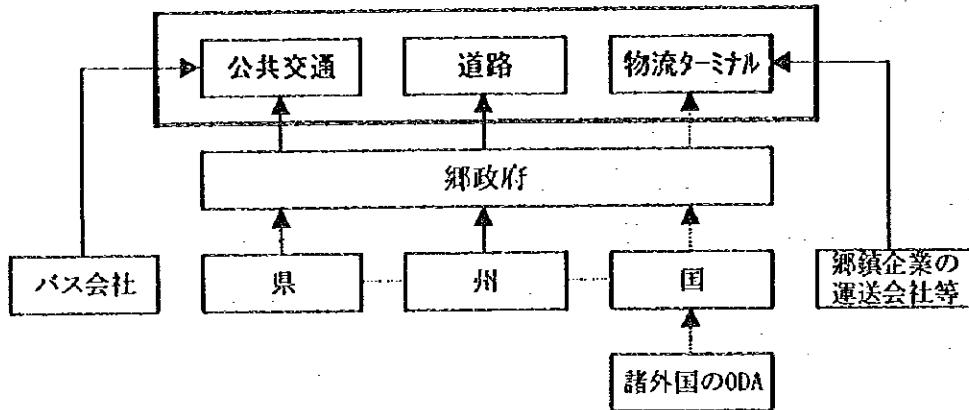 公共交通
道路
物流ターミナル
郷政府
バス会社
県
州
国
郷鎮企業の
運送会社等
諸外国のODA